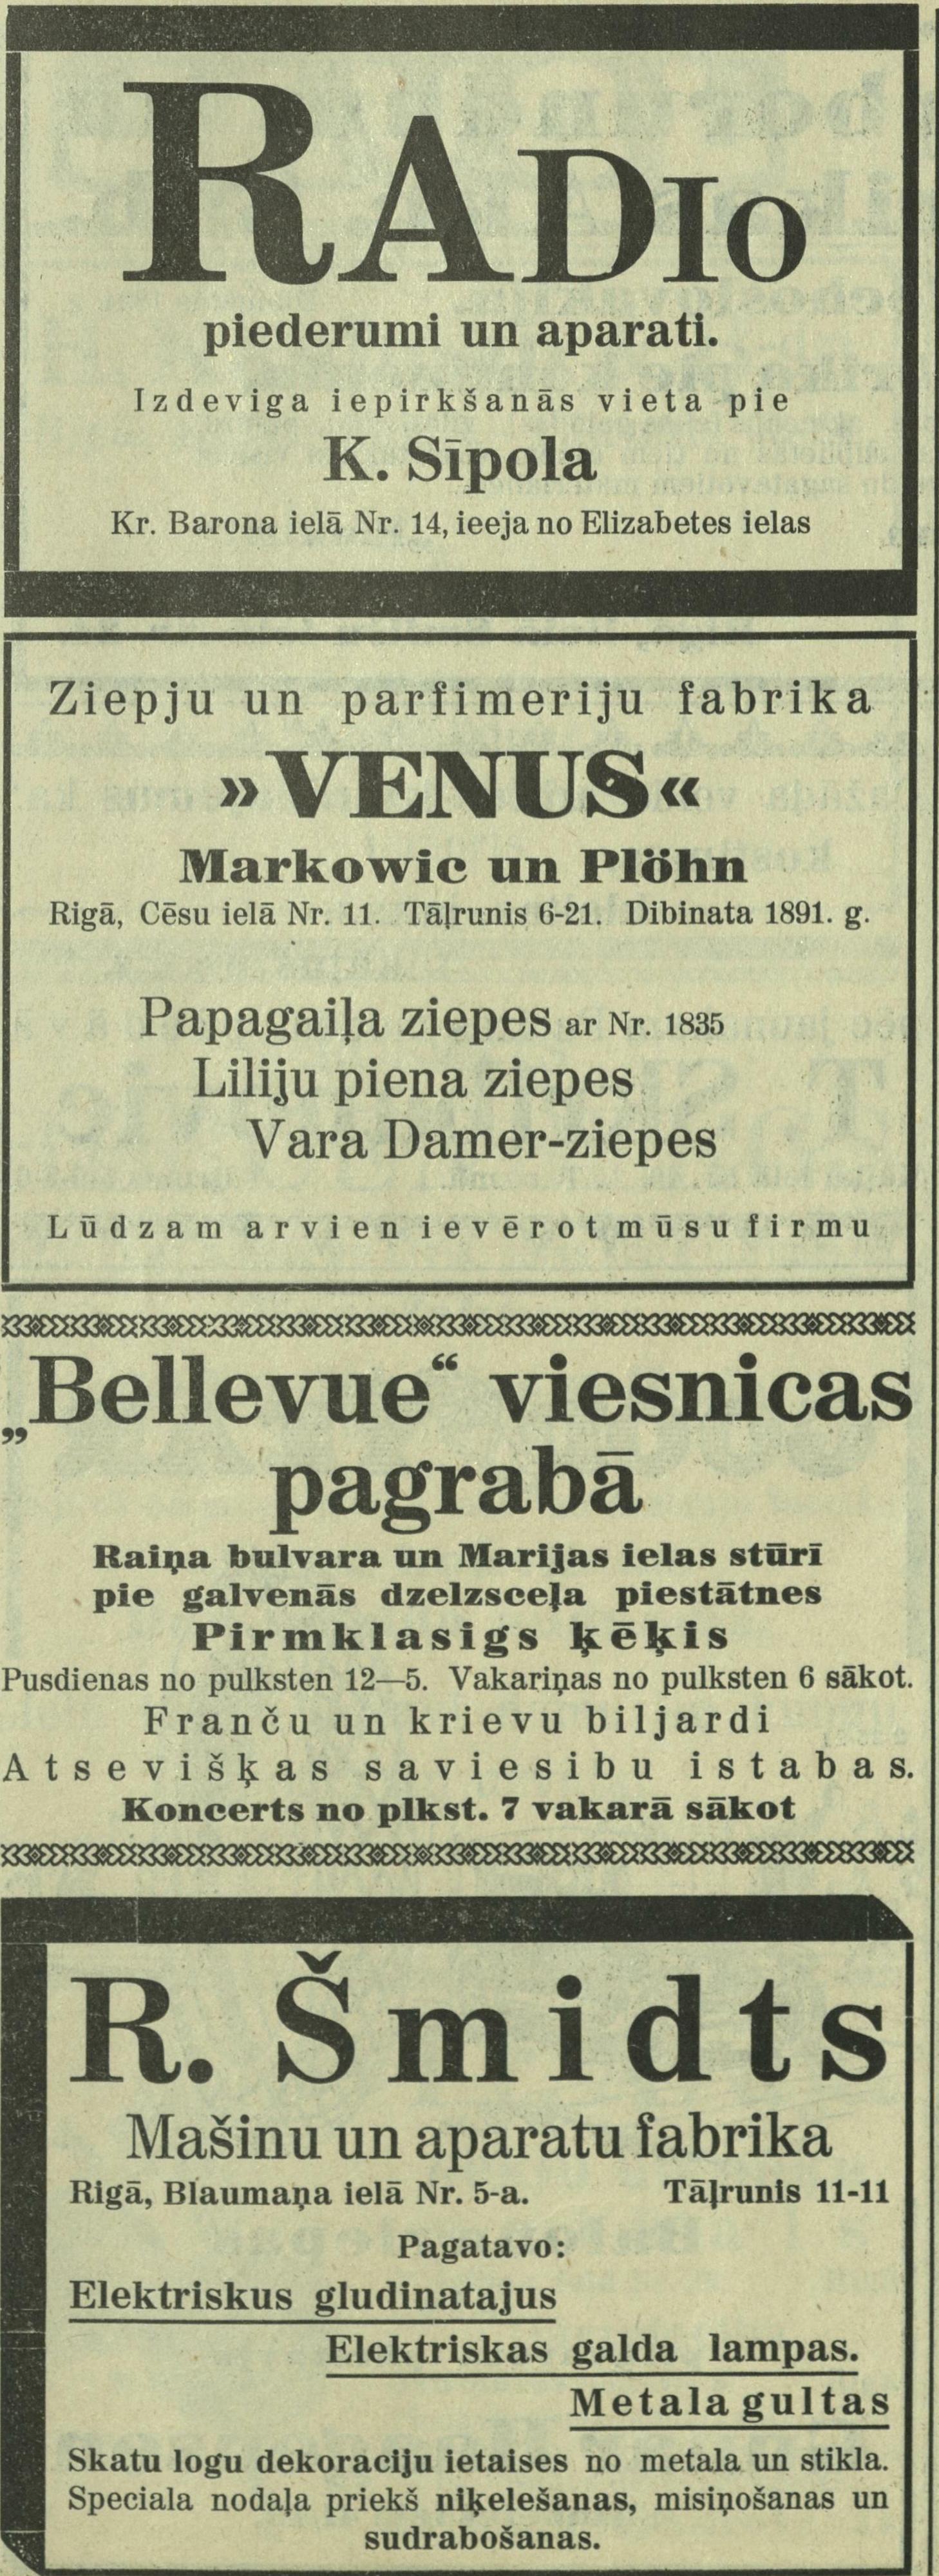 RADIO
piederumi un aparati.
Izdeviga iepirkšanās vieta pie
K. Sīpola
Kr. Barona ielā Nr. 14, ieeja no Elizabetes ielas
Ziepju un parfimeriju fabrika
»VENUS«
Markowic un Plöhn
Rigā, Cēsu ielā Nr. 11. Tāļrunis 6-21. Dibinata 1891. g.
Papagaiļa ziepes ar Nr. 1835
Liliju piena ziepes
Vara Damer-ziepes
Lūdzam arvien ievērot mūsu firmu
„Bellevue“ viesnicas
pagrabā
Raiņa bulvara un Marijas ielas stūrī
pie galvenās dzelzsceļa piestātnes
Pirmklasigs ķēķis
Pusdienas no pulksten 12—5. Vakariņas no pulksten 6 sākot.
Franču un krievu biljardi
Atsevišķas saviesibu istabas.
Koncerts no plkst. 7 vakarā sākot
R. Šmidts
Mašinu un aparatu fabrika
Rigā, Blaumaņa ielā Nr. 5-a. Tāļrunis 11-11
Pagatavo:
Elektriskus gludinatajus
Elektriskas galda lampas.
Metala gultas
Skatu logu dekoraciju ietaises no metala un stikla.
Speciala nodaļa priekš niķelešanas, misiņošanas un
sudrabošanas.